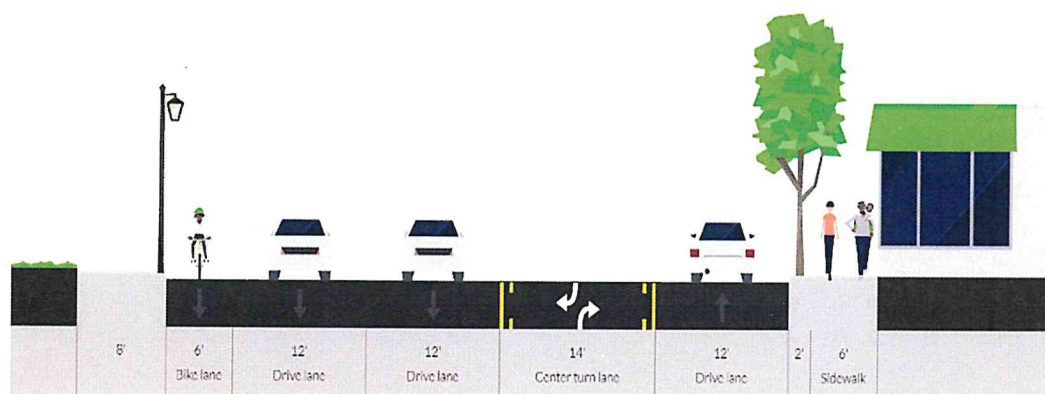 8' 6' 12' 12' 14' 12' 2' 6'
Bike lane Drive lane Drive lane Center turn lane Drive lane Sidewalk